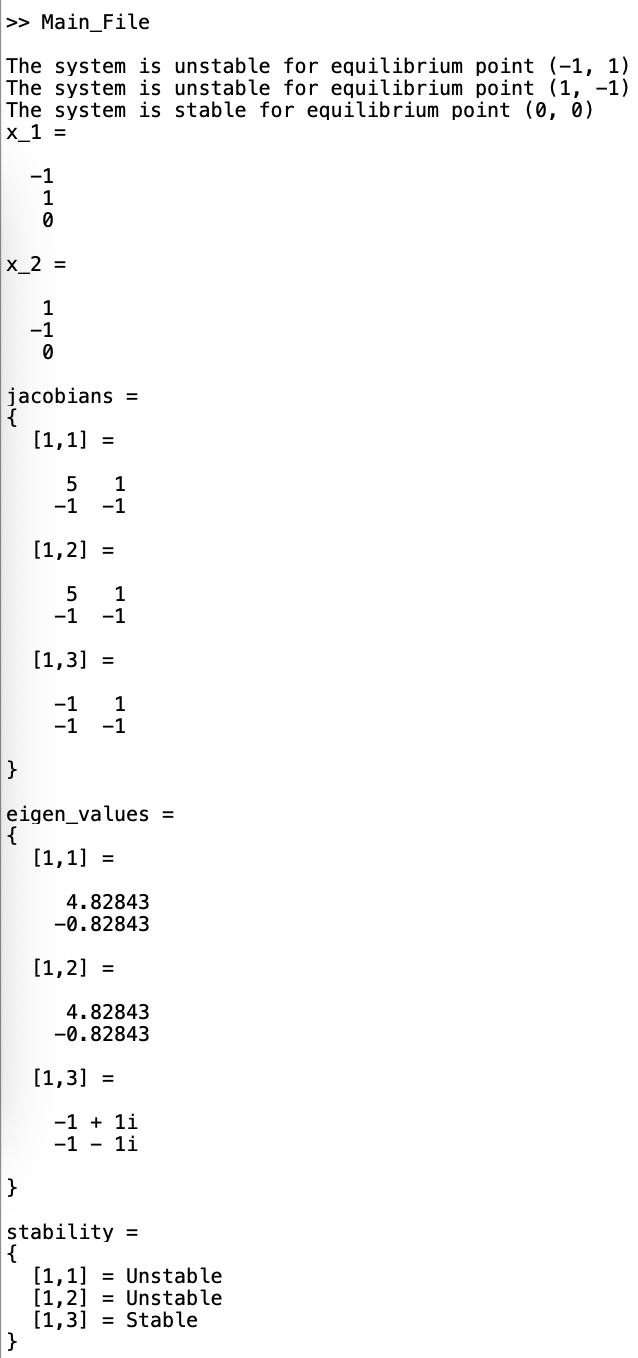 >> Main_File
The system is unstable for equilibrium point (-1, 1)
The system is unstable for equilibrium point (1, -1)
The system is stable for equilibrium point (0, 0)
x_1 =
-1
1
0
x_2 =
1
-1
0
jacobians =
{
[1,1] =
5 1
-1 -1
[1,2] =
5 1
-1 -1
[1,3] =
-1 1
-1 -1
}
eigen_values =
{
[1,1] =
4.82843
-0.82843
[1,2] =
4.82843
-0.82843
[1,3] =
-1 + 1i
-1 - 1i
}
stability =
{
[1,1] = Unstable
[1,2] = Unstable
[1,3] = Stable
}